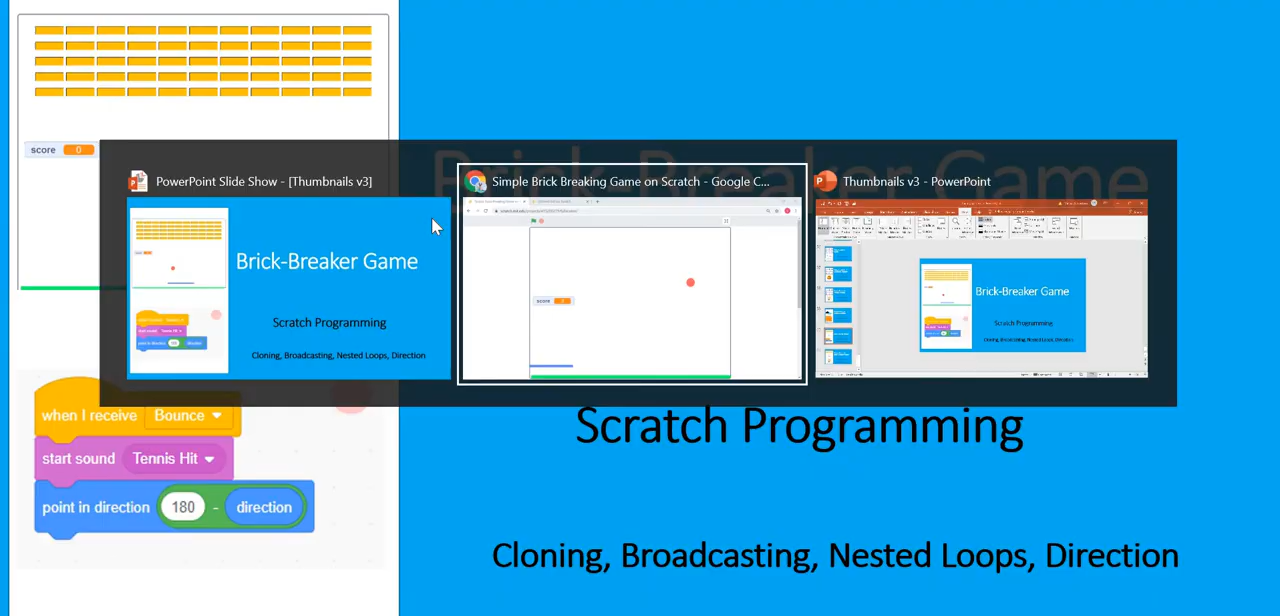 score 0
Brick-Breaker Game
PowerPoint Slide Show - [Thumbnails v3]
Simple Brick Breaking Game on Scratch - Google C...
Thumbnails v3 - PowerPoint
Brick-Breaker Game
Scratch Programming
Cloning, Broadcasting, Nested Loops, Direction
score
Brick-Breaker Game
Scratch Programming
Cloning, Broadcasting, Nested Loops, Direction
when I receive Bounce
start sound Tennis Hit
point in direction 180 - direction
Scratch Programming
Cloning, Broadcasting, Nested Loops, Direction